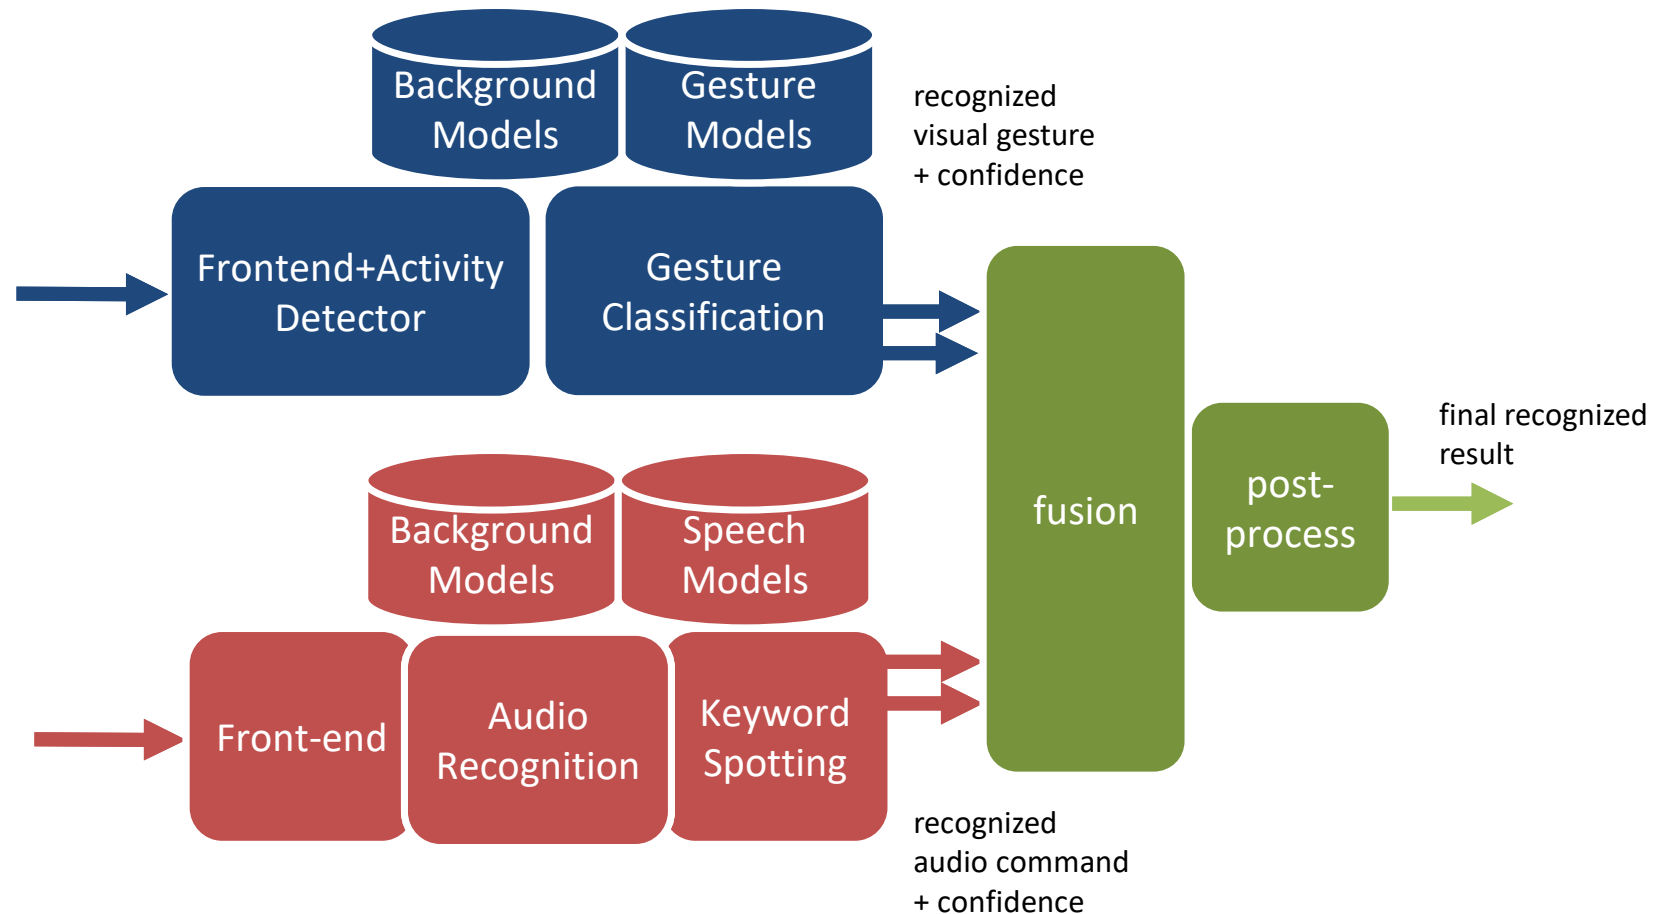 Background
Models
Gesture
Models
recognized
visual gesture
+ confidence
Frontend+Activity
Detector
Gesture
Classification
Background
Models
Speech
Models
Front-end
Audio
Recognition
Keyword
Spotting
recognized
audio command
+ confidence
fusion
post-
process
final recognized
result